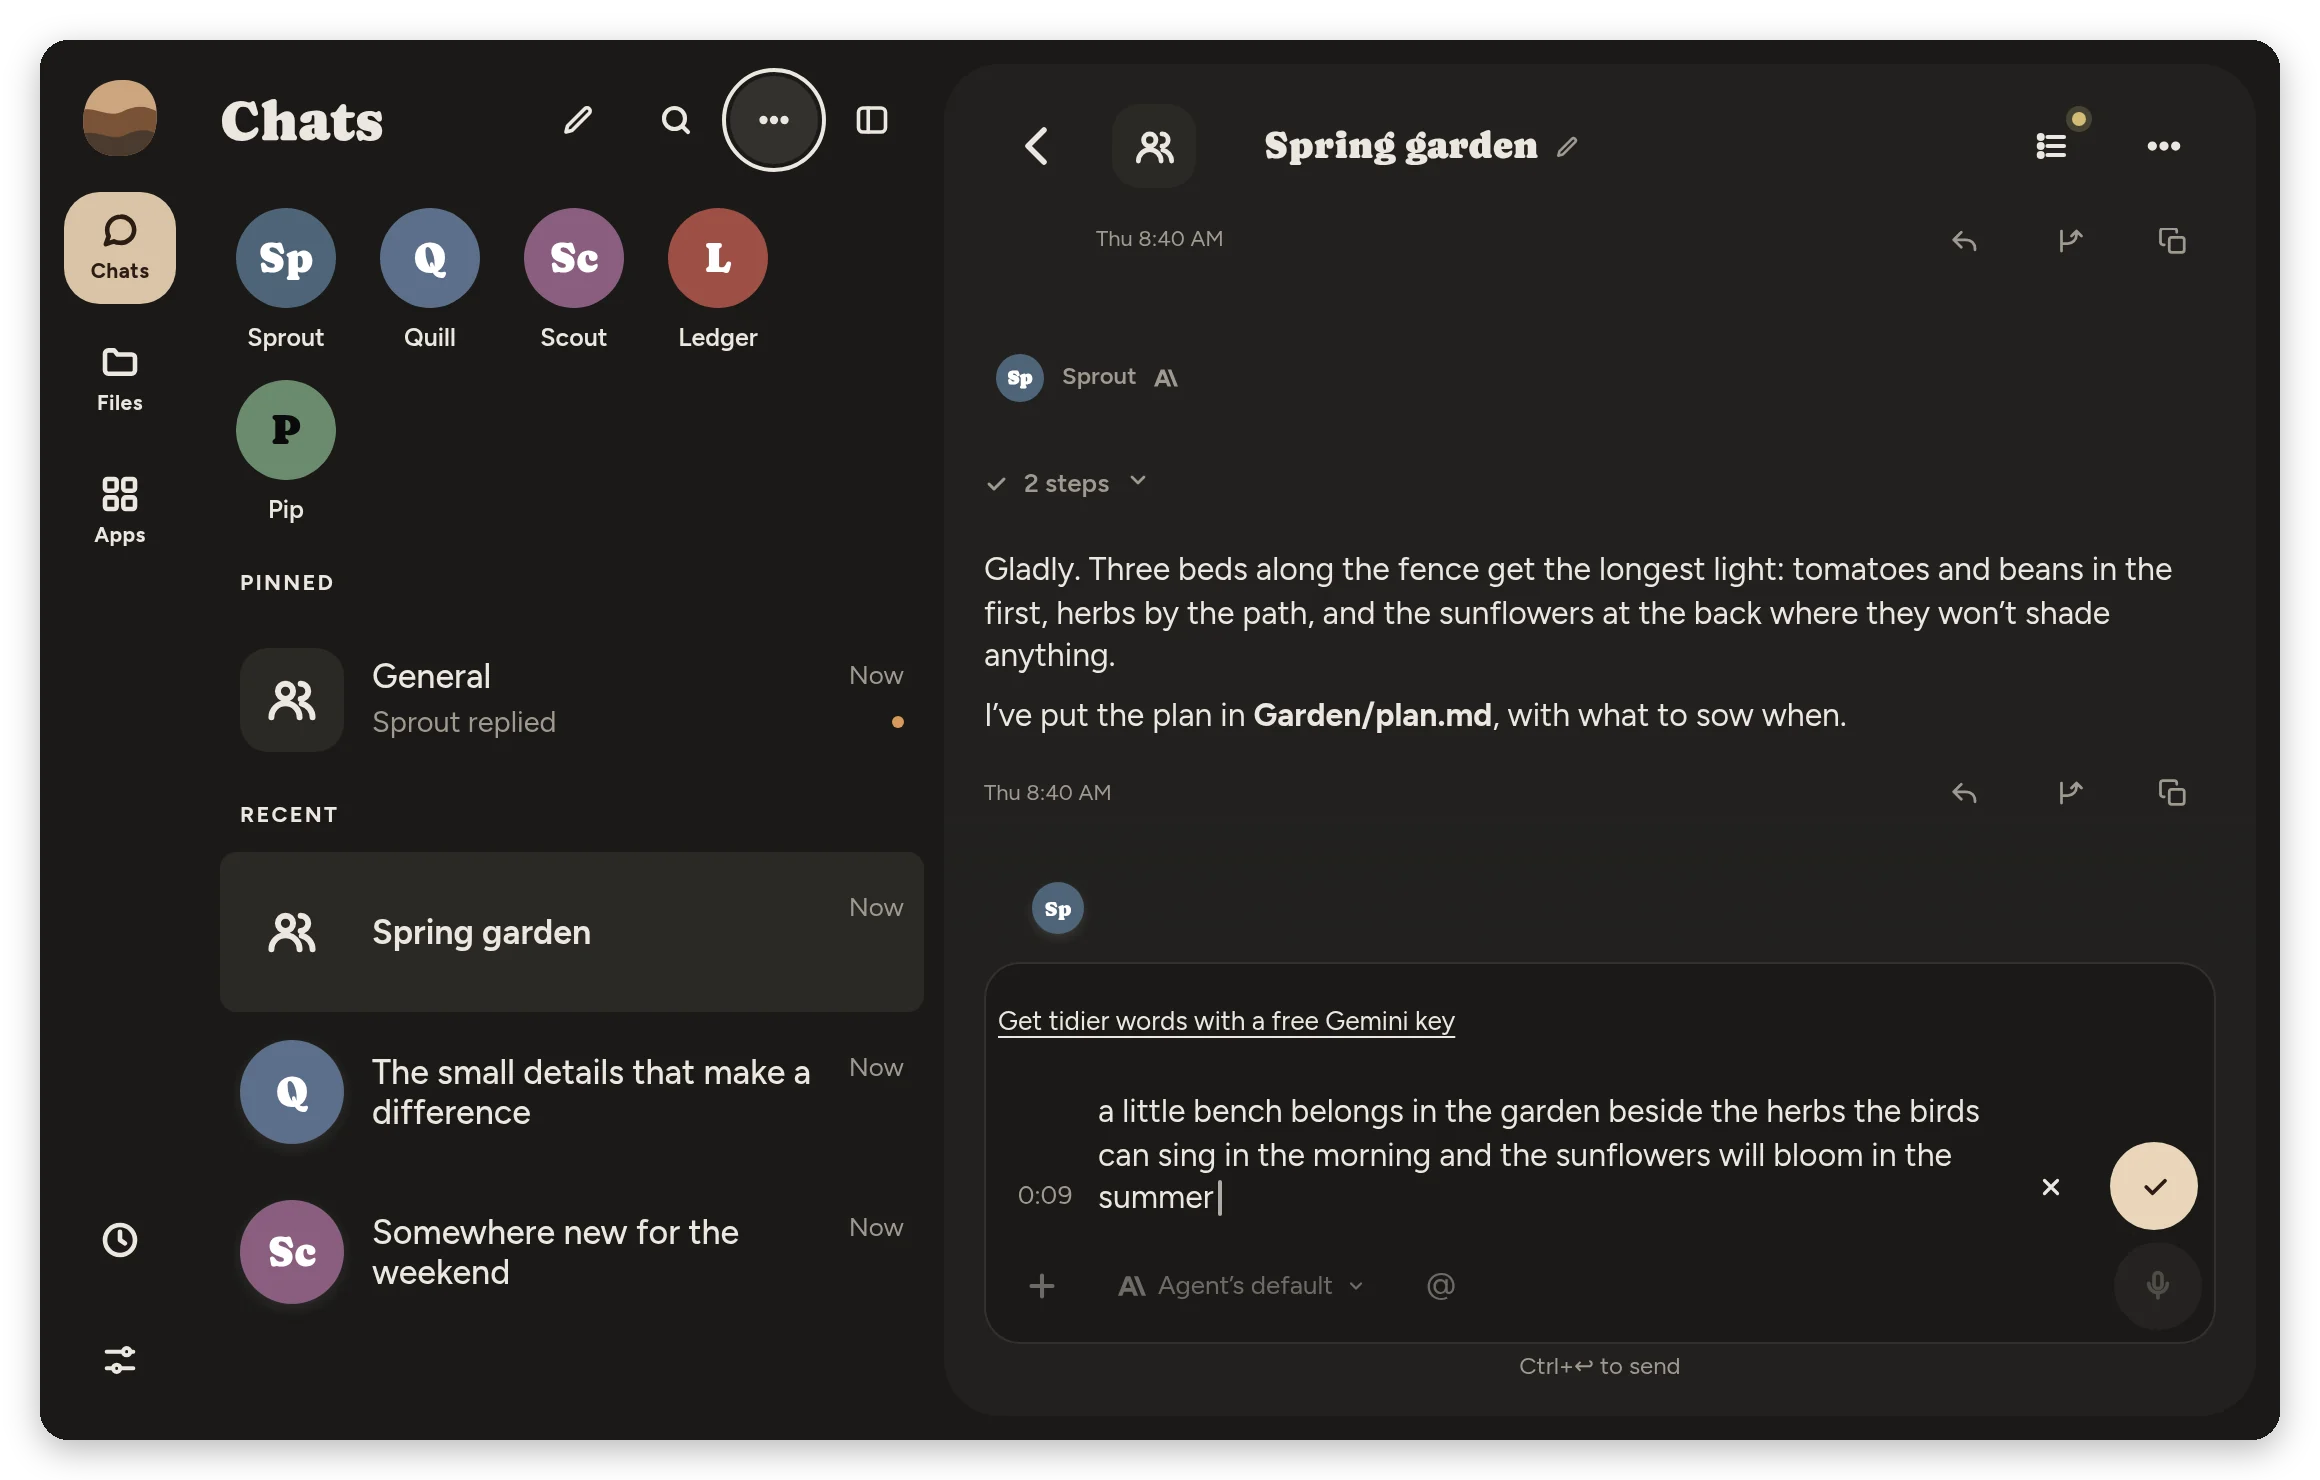 Chats
Chats
Files
Apps
Sp
Sprout
Q
Quill
Sc
Scout
L
Ledger
P
Pip
PINNED
General
Now
Sprout replied
RECENT
Spring garden
Now
Q
The small details that make a
difference
Now
Sc
Somewhere new for the
weekend
Now
Spring garden
Thu 8:40 AM
Sp
Sprout
2 steps
Gladly. Three beds along the fence get the longest light: tomatoes and beans in the
first, herbs by the path, and the sunflowers at the back where they won’t shade
anything.
I’ve put the plan in Garden/plan.md, with what to sow when.
Thu 8:40 AM
Sp
Get tidier words with a free Gemini key
a little bench belongs in the garden beside the herbs the birds
can sing in the morning and the sunflowers will bloom in the
summer
0:09
Agent’s default
@
Ctrl+↩ to send